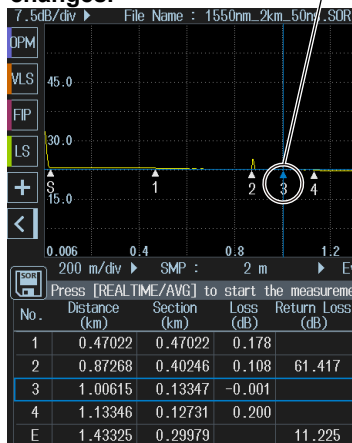 changes.
7.5dB/div ▶ File Name : 1550nm_2km_50ns.SOR
OPM
VLS
45.0
FIP
30.0
LS
S 1 2 3 4
15.0
0.006 0.4 0.8 1.2
200 m/div ▶ SMP : 2 m ▶ Ev
SOR
Press [REALTIME/AVG] to start the measureme
No. Distance (km) Section (km) Loss (dB) Return Loss (dB)
1 0.47022 0.47022 0.178
2 0.87268 0.40246 0.108 61.417
3 1.00615 0.13347 -0.001
4 1.13346 0.12731 0.200
E 1.43325 0.29979 11.225